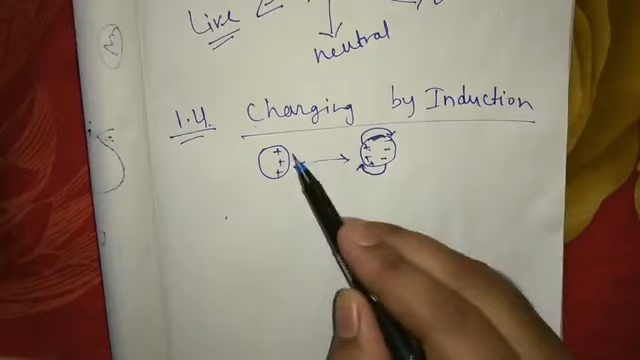 Live
neutral
1.4. Charging by Induction
+ + -
+ + -
+ +